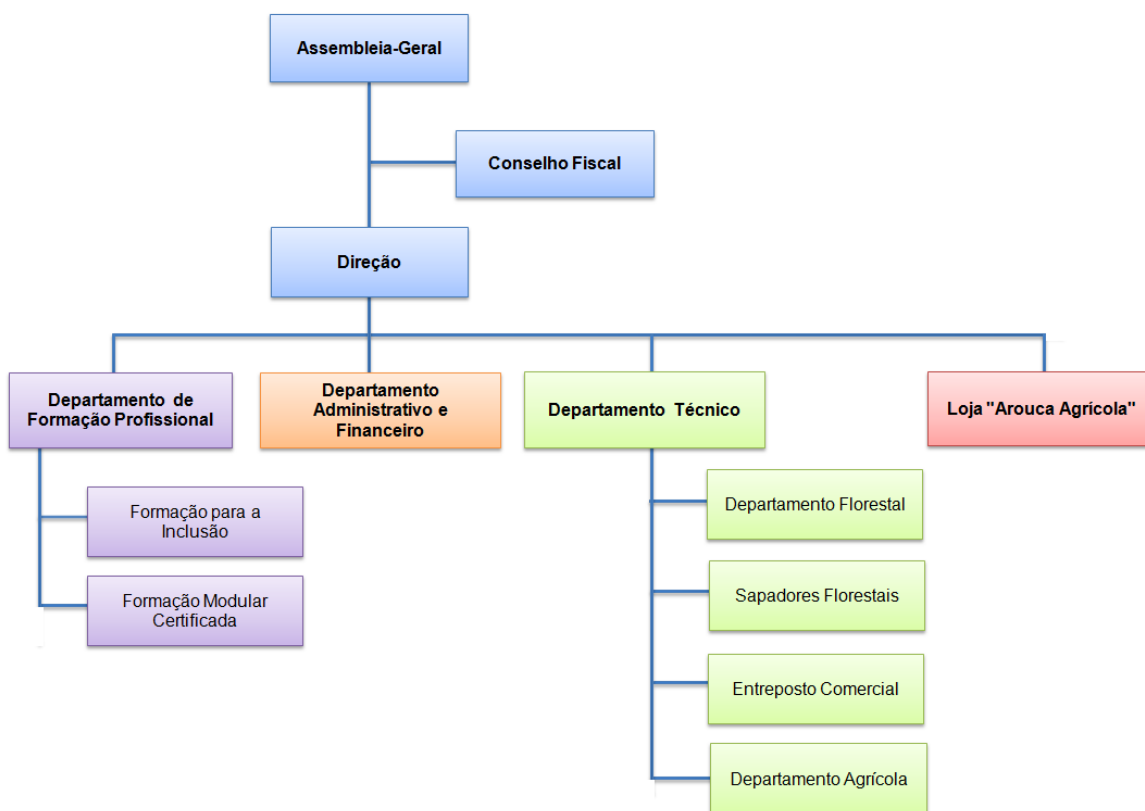 Assembleia-Geral
Conselho Fiscal
Direção
Departamento de
Formação Profissional
Departamento
Administrativo e
Financeiro
Departamento Técnico
Loja "Arouca Agrícola"
Formação para a
Inclusão
Formação Modular
Certificada
Departamento Florestal
Sapadores Florestais
Entreposto Comercial
Departamento Agrícola